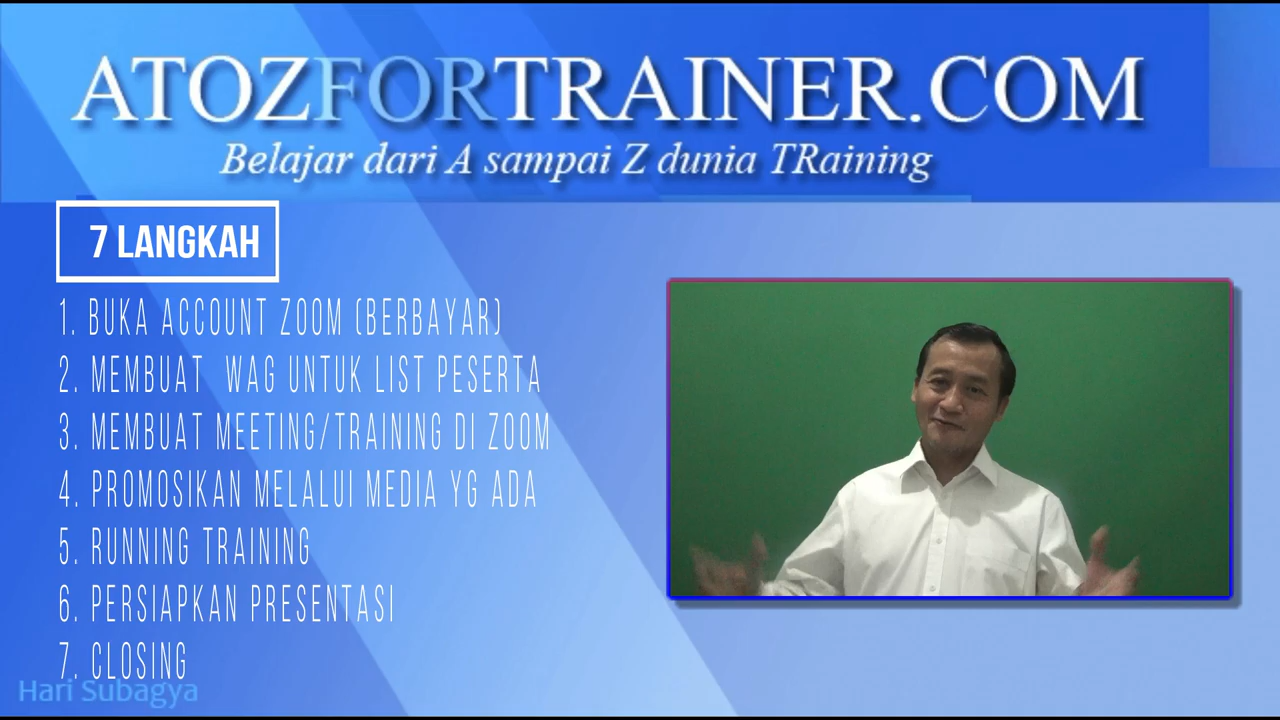 ATOZFORTRAINER.COM
Belajar dari A sampai Z dunia TRaining
7 LANGKAH
1. BUKA ACCOUNT ZOOM (BERBAYAR)
2. MEMBUAT WAG UNTUK LIST PESERTA
3. MEMBUAT MEETING/TRAINING DI ZOOM
4. PROMOSIKAN MELALUI MEDIA YG ADA
5. RUNNING TRAINING
6. PERSIAPKAN PRESENTASI
7. CLOSING
Hari Subagya